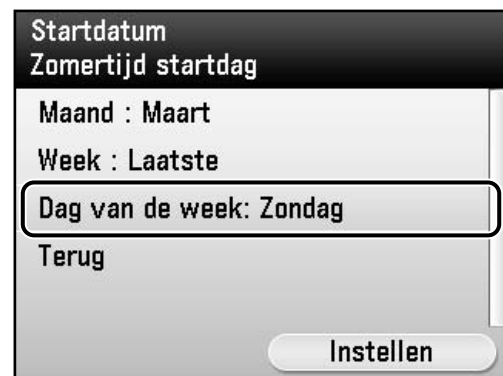 Startdatum
Zomertijd startdag
Maand : Maart
Week : Laatste
Dag van de week: Zondag
Terug
Instellen